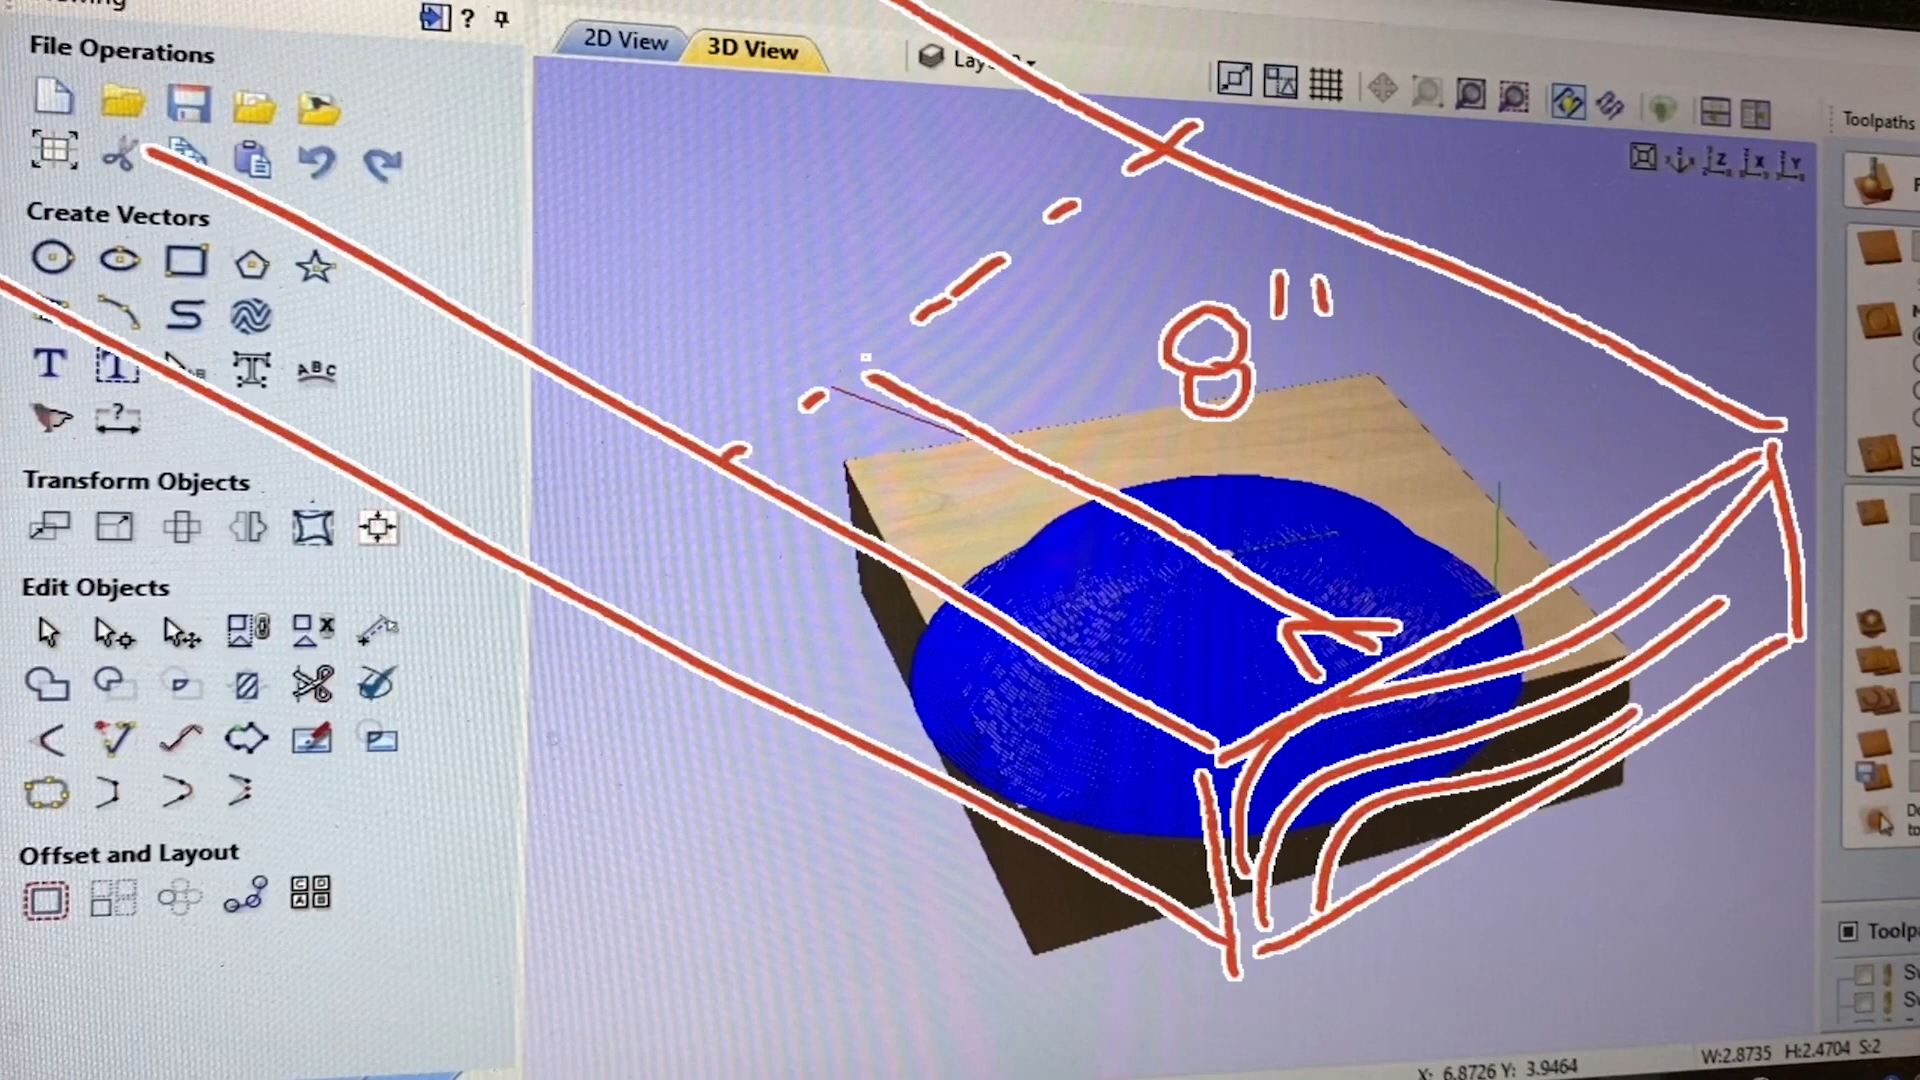 File Operations
2D View
3D View
Toolpaths
Create Vectors
8"
T
T
T
ABC
Transform Objects
Edit Objects
Offset and Layout
X: 6.8726 Y: 3.9464
W:2.8735 H:2.4704 S:2